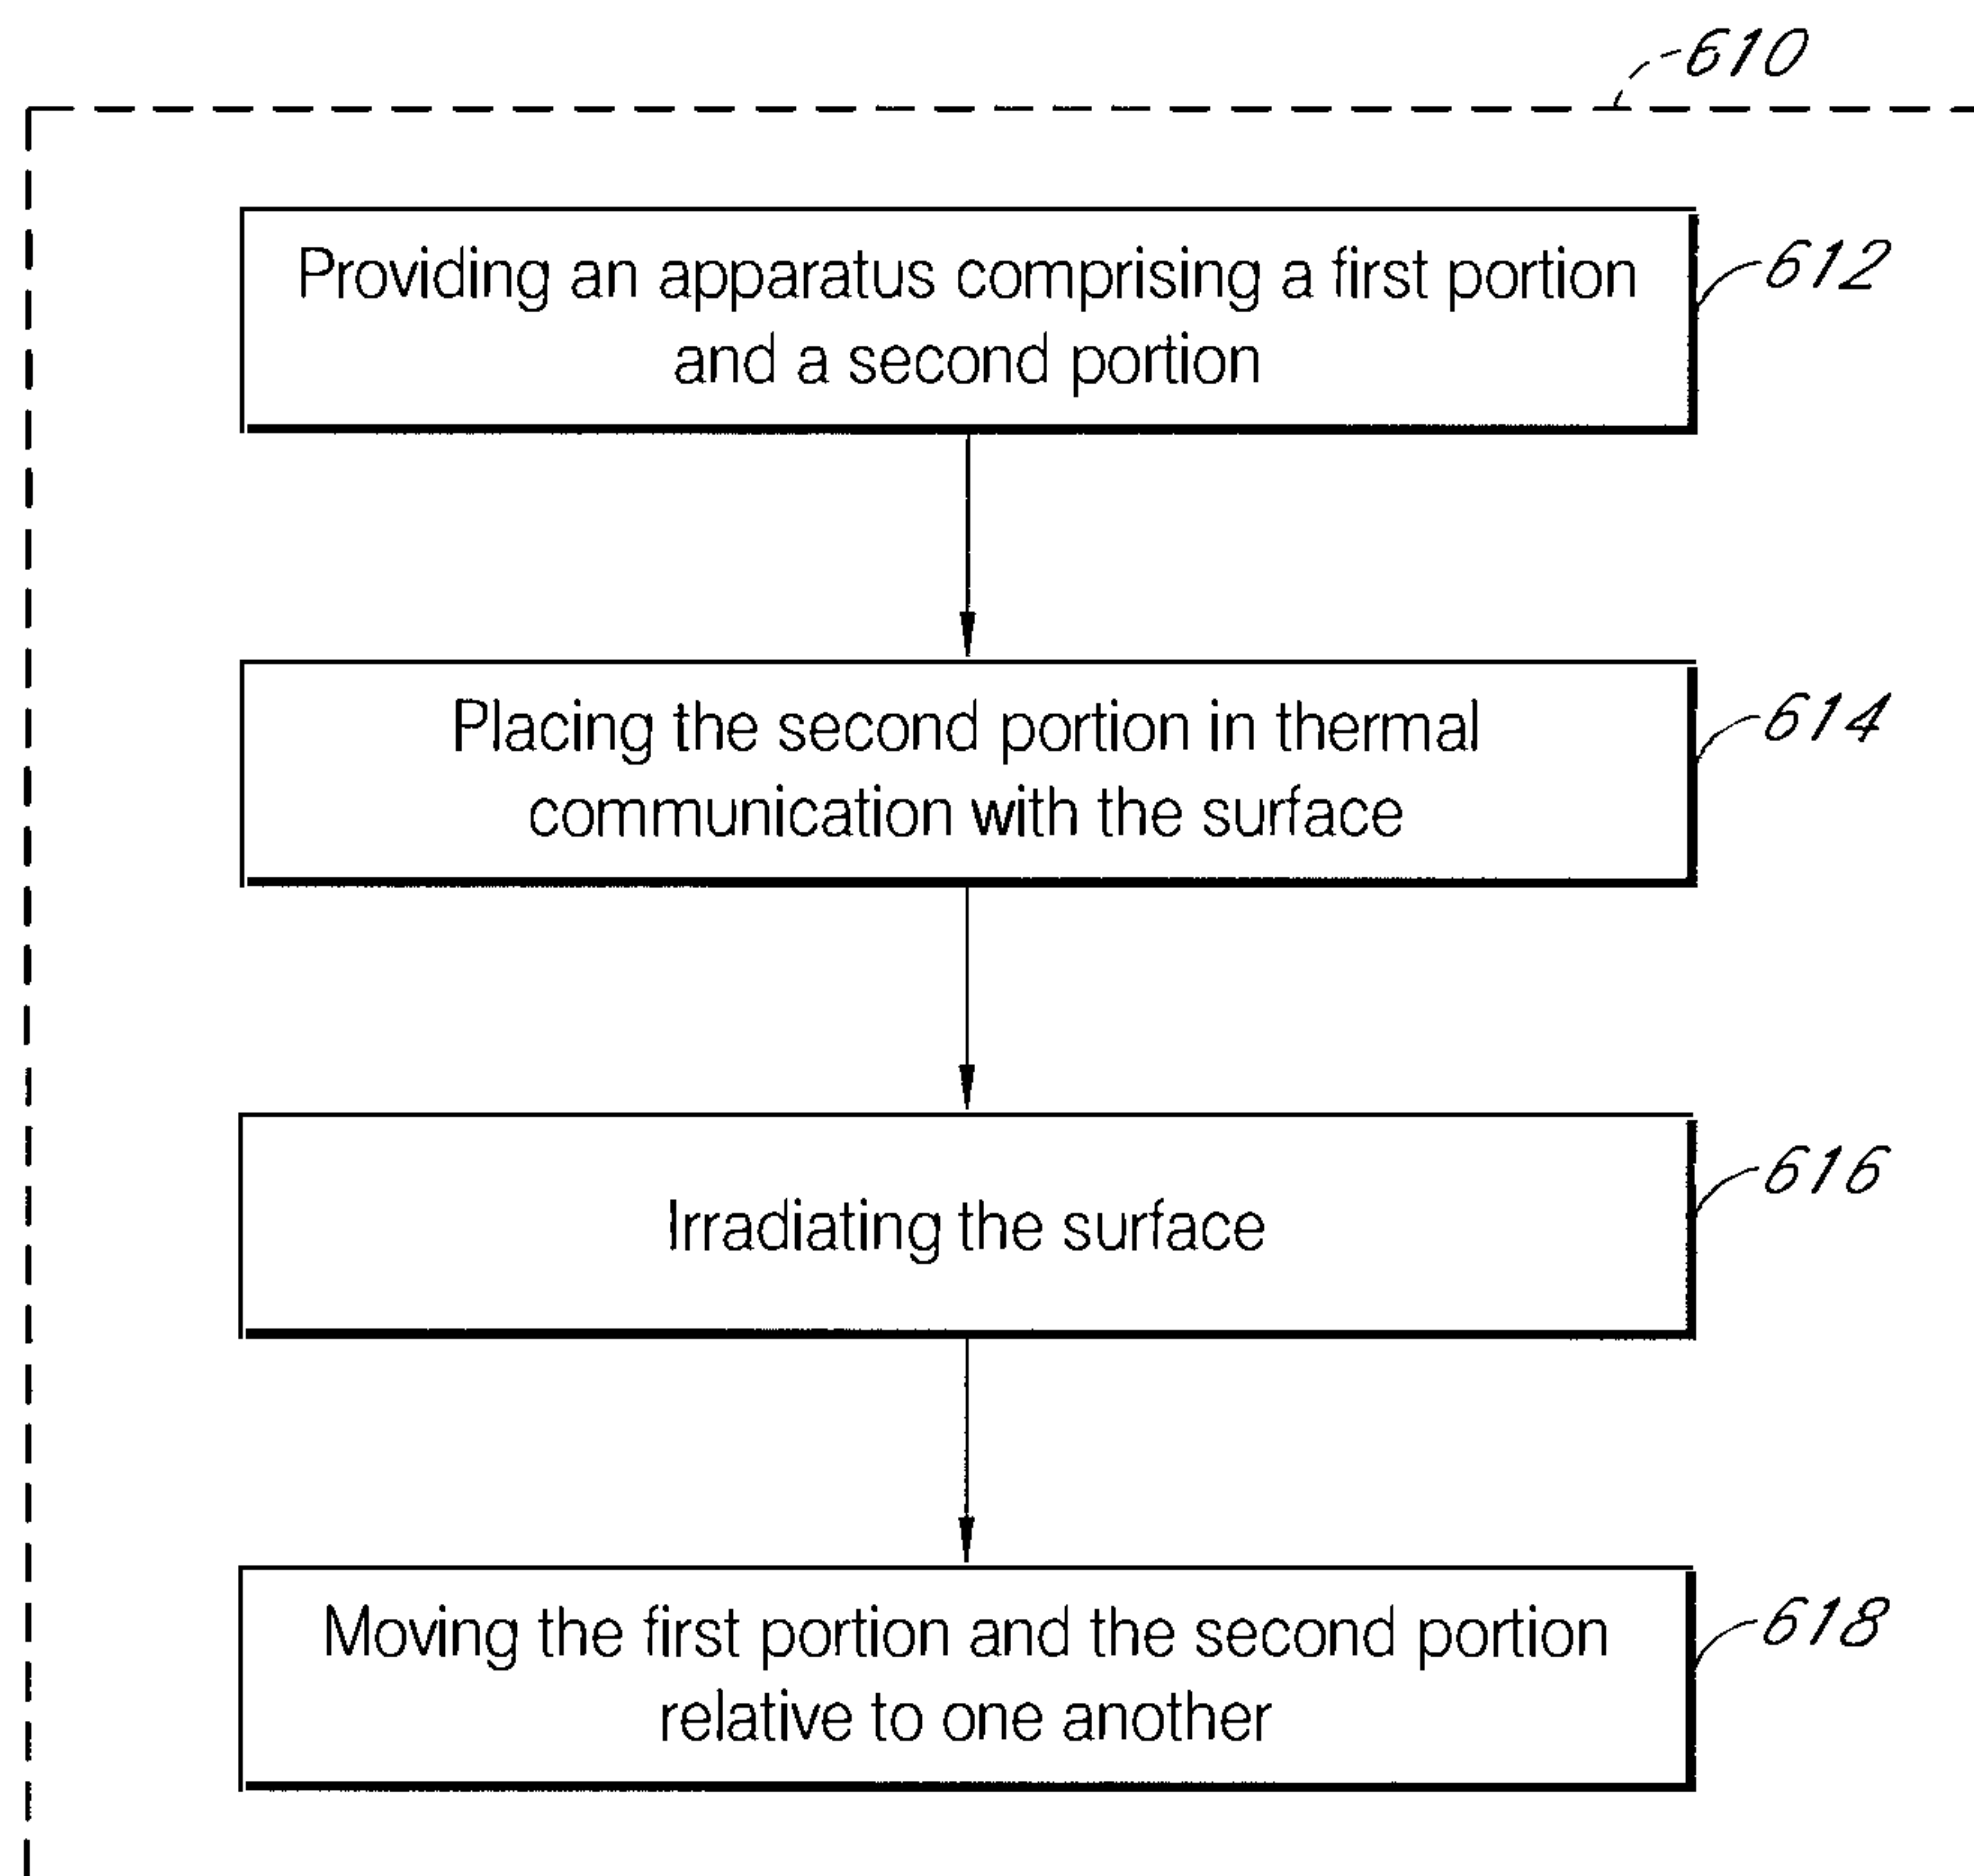 610
Providing an apparatus comprising a first portion
and a second portion
612
Placing the second portion in thermal
communication with the surface
614
Irradiating the surface
616
Moving the first portion and the second portion
relative to one another
618